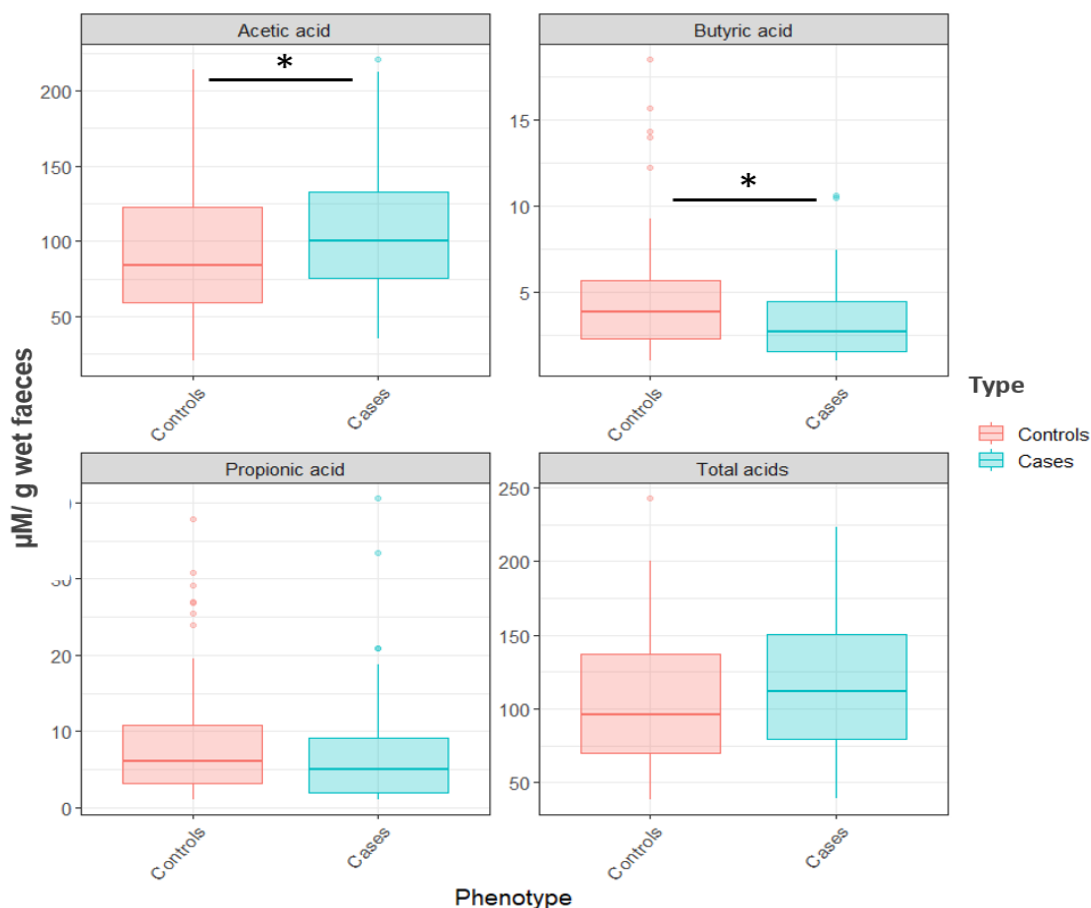 Acetic acid
Butyric acid
*
*
200
150
100
50
15
10
5
Controls
Cases
Controls
Cases
Type
Controls
Cases
µM/ g wet faeces
Propionic acid
Total acids
20
10
0
250
200
150
100
50
Controls
Cases
Controls
Cases
Phenotype